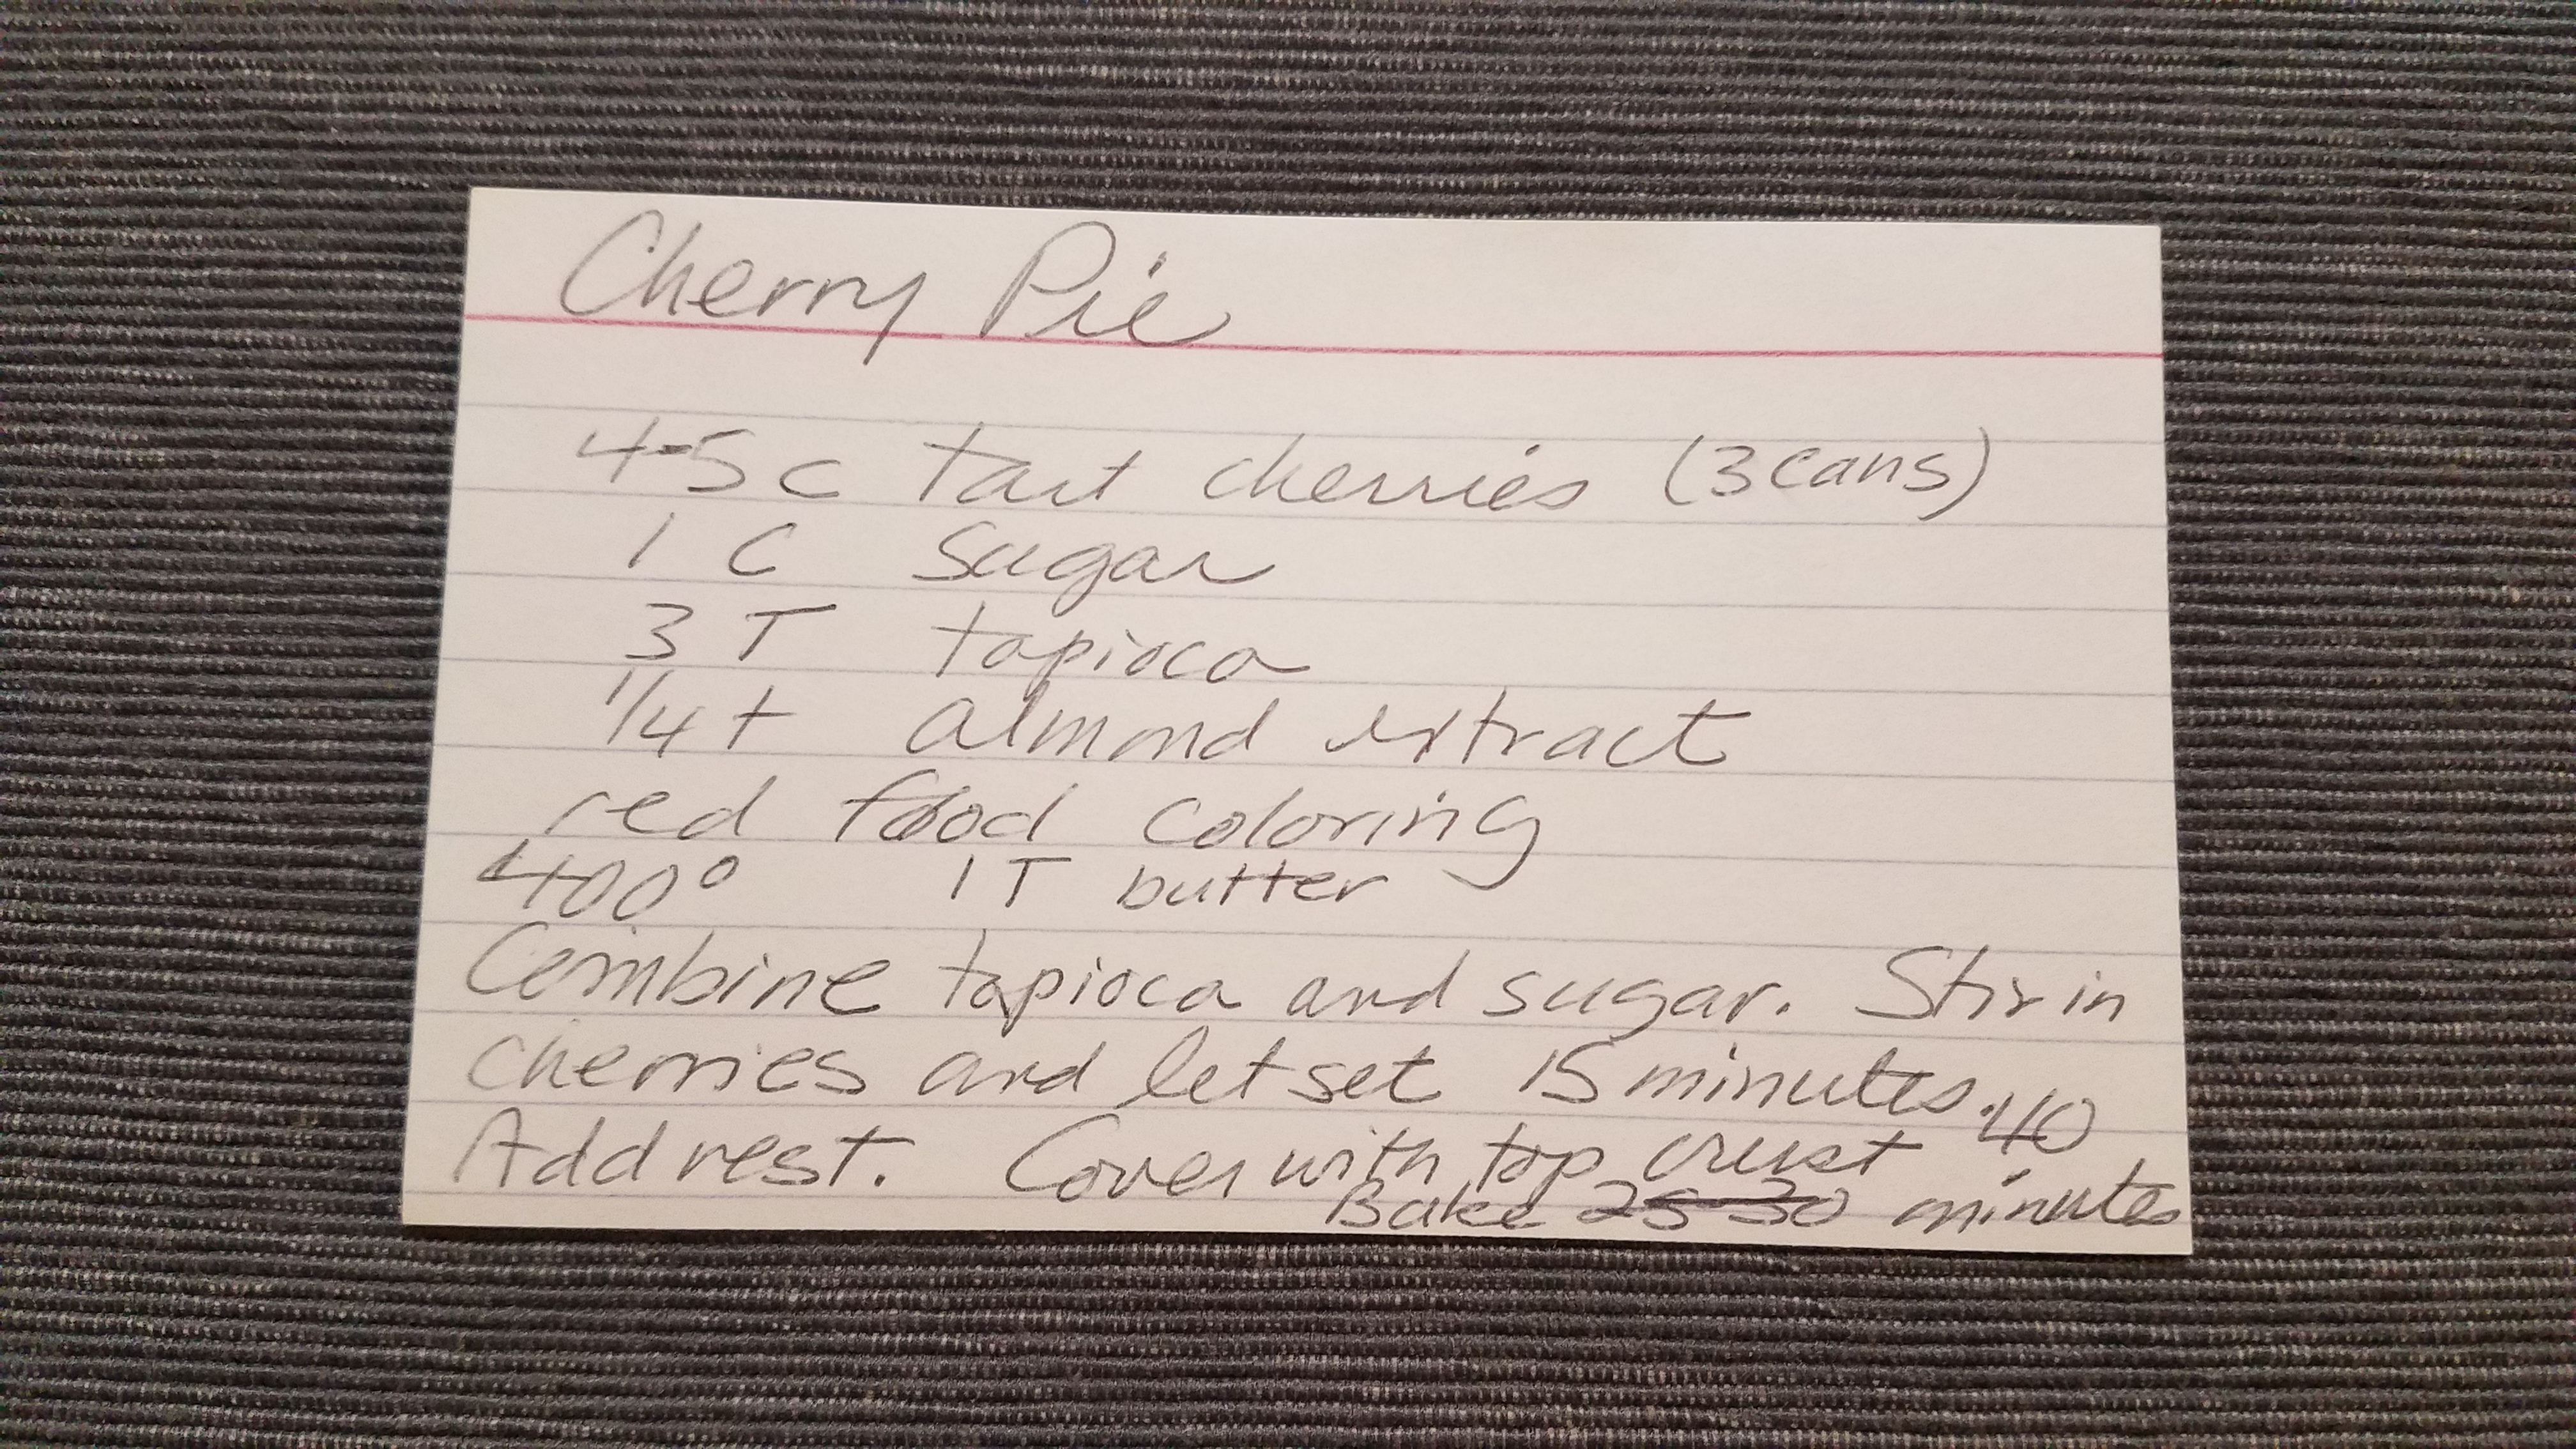 Cherry Pie
4-5 c tart cherries (3 cans)
1 C sugar
3 T tapioca
1/4 t almond extract
red food coloring
400° 1 T butter
Combine tapioca and sugar. Stir in
cherries and let set 15 minutes.
Add rest. Cover with top crust 40
Bake 25-30 minutes